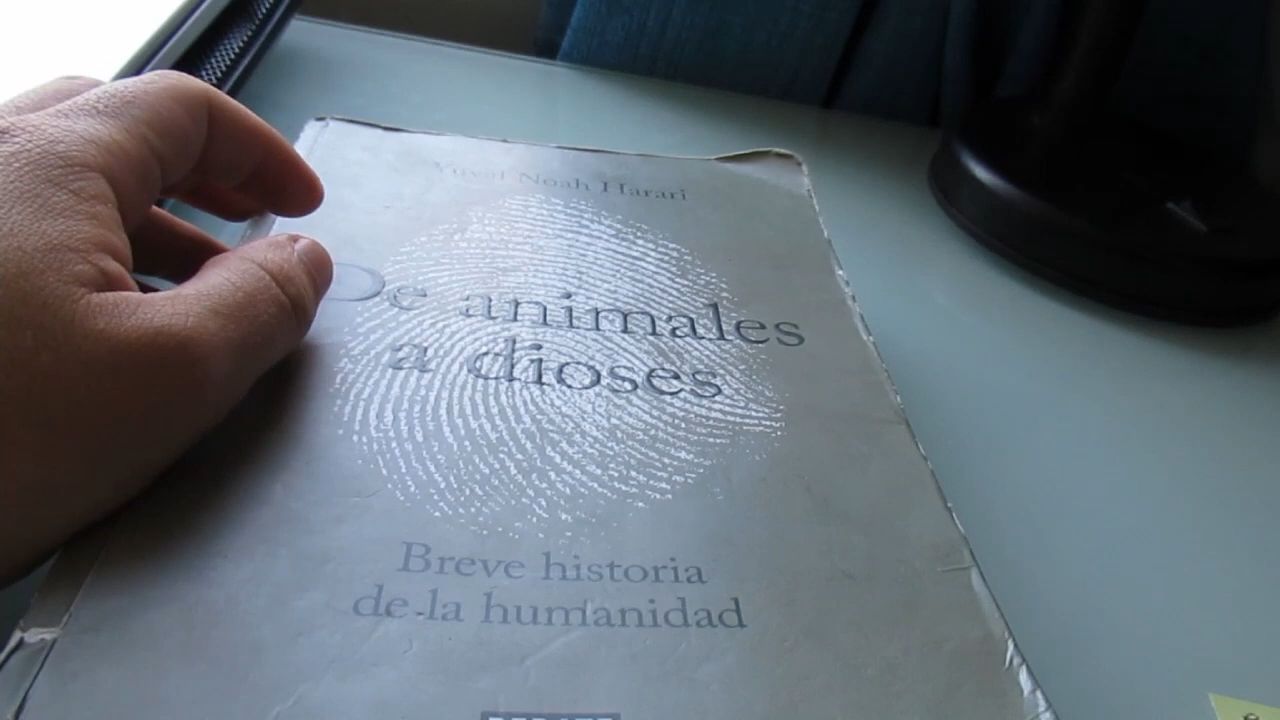 Yuval Noah Harari
De animales
a dioses
Breve historia
de la humanidad